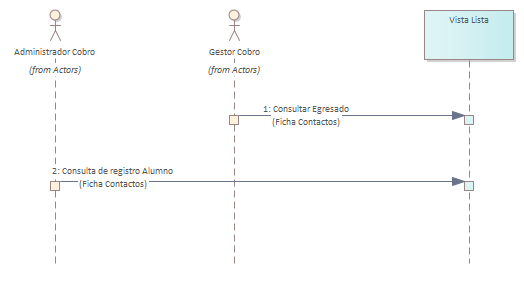 Administrador Cobro
(from Actors)
Gestor Cobro
(from Actors)
Vista Lista
1: Consultar Egresado
(Ficha Contactos)
2: Consulta de registro Alumno
(Ficha Contactos)